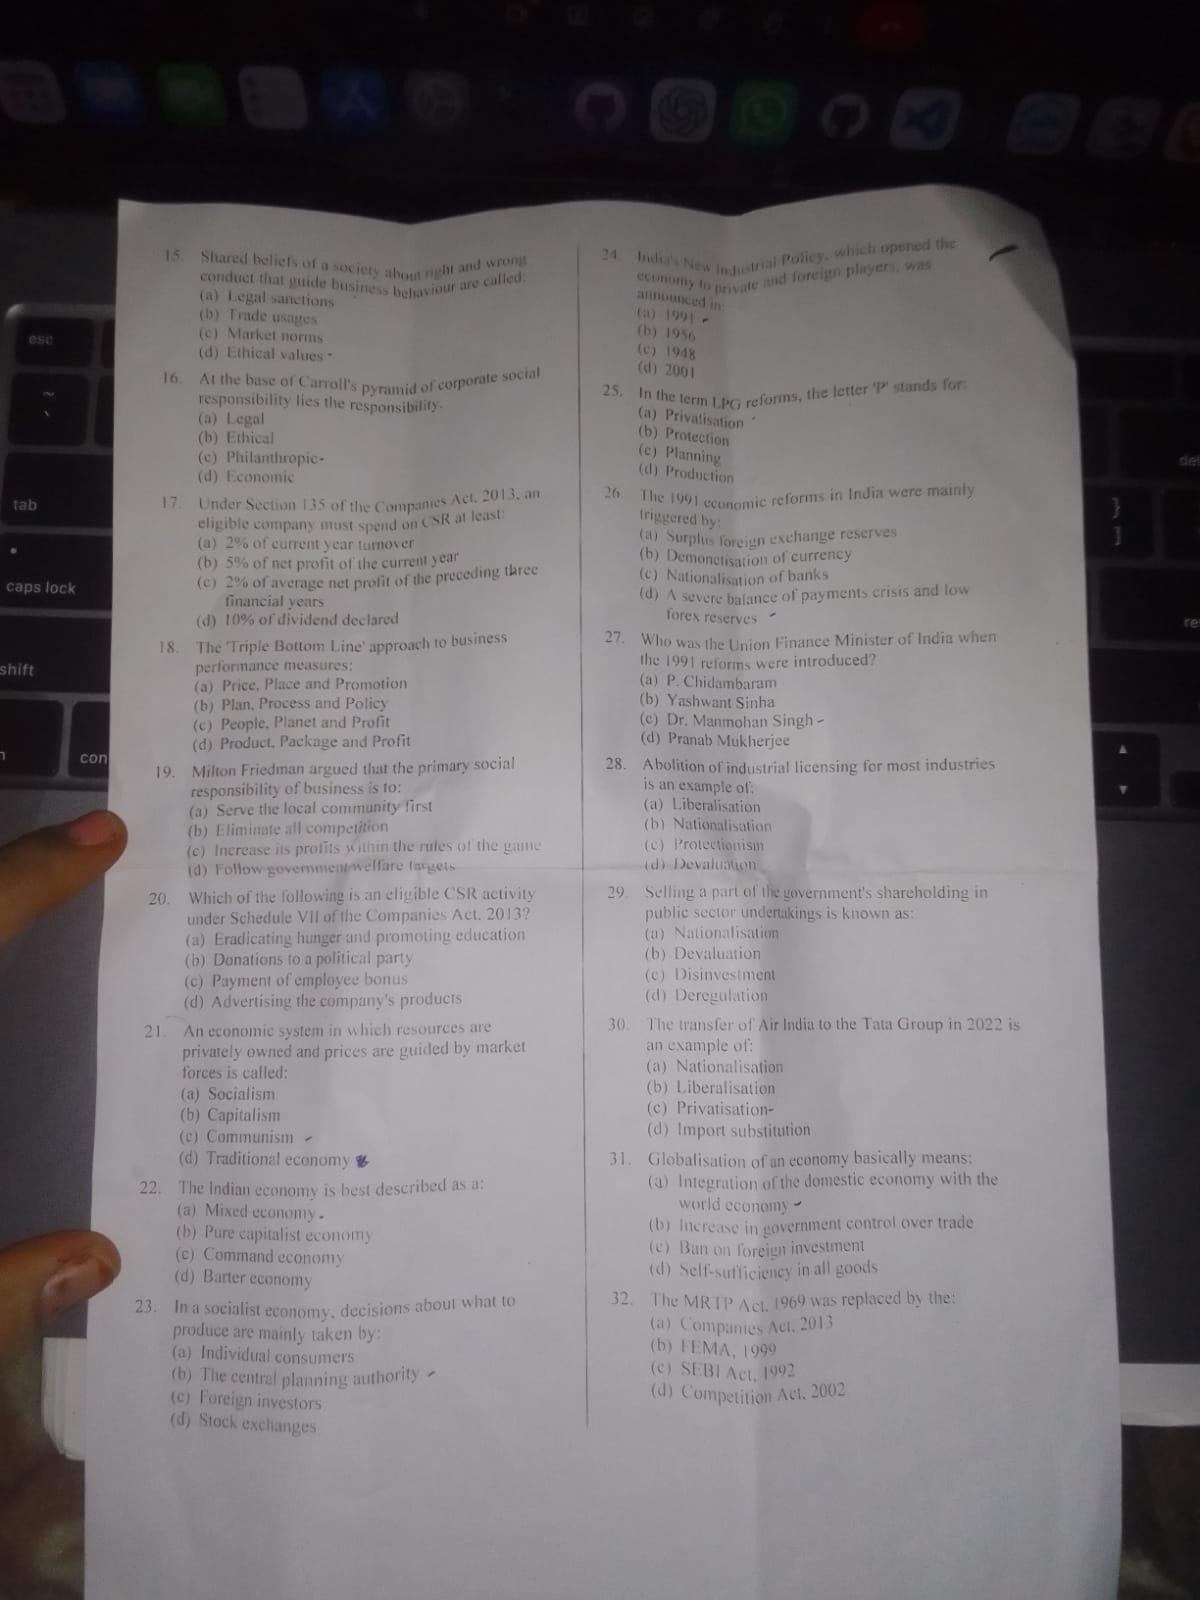 esc
tab
caps lock
shift
con
15. Shared beliefs of a society about right and wrong
conduct that guide business behaviour are called:
(a) Legal sanctions
(b) Trade usages
(c) Market norms
(d) Ethical values
16. At the base of Carroll's pyramid of corporate social
responsibility lies the responsibility.
(a) Legal
(b) Ethical
(c) Philanthropic
(d) Economic
17. Under Section 135 of the Companies Act. 2013, an
eligible company must spend on CSR at least:
(a) 2% of current year turnover
(b) 5% of net profit of the current year
(c) 2% of average net profit of the preceding three
financial years
(d) 10% of dividend declared
18. The 'Triple Bottom Line' approach to business
performance measures:
(a) Price, Place and Promotion
(b) Plan, Process and Policy
(c) People, Planet and Profit
(d) Product, Package and Profit
19. Milton Friedman argued that the primary social
responsibility of business is to:
(a) Serve the local community first
(b) Eliminate all competition
(c) Increase its profits within the rules of the game
(d) Follow government welfare targets
20. Which of the following is an eligible CSR activity
under Schedule VII of the Companies Act. 2013?
(a) Eradicating hunger and promoting education
(b) Donations to a political party
(c) Payment of employee bonus
(d) Advertising the company's products
21. An economic system in which resources are
privately owned and prices are guided by market
forces is called:
(a) Socialism
(b) Capitalism
(c) Communism
(d) Traditional economy
22. The Indian economy is best described as a:
(a) Mixed economy
(b) Pure capitalist economy
(c) Command economy
(d) Barter economy
23. In a socialist economy, decisions about what to
produce are mainly taken by:
(a) Individual consumers
(b) The central planning authority
(c) Foreign investors
(d) Stock exchanges
24. India's New Industrial Policy, which opened the
economy to private and foreign players, was
announced in:
(a) 1991
(b) 1956
(c) 1948
(d) 2001
25. In the term LPG reforms, the letter 'P' stands for:
(a) Privatisation
(b) Protection
(c) Planning
(d) Production
26. The 1991 economic reforms in India were mainly
triggered by:
(a) Surplus foreign exchange reserves
(b) Demonetisation of currency
(c) Nationalisation of banks
(d) A severe balance of payments crisis and low
forex reserves
27. Who was the Union Finance Minister of India when
the 1991 reforms were introduced?
(a) P. Chidambaram
(b) Yashwant Sinha
(c) Dr. Manmohan Singh
(d) Pranab Mukherjee
28. Abolition of industrial licensing for most industries
is an example of:
(a) Liberalisation
(b) Nationalisation
(c) Protectionism
(d) Devaluation
29. Selling a part of the government's shareholding in
public sector undertakings is known as:
(a) Nationalisation
(b) Devaluation
(c) Disinvestment
(d) Deregulation
30. The transfer of Air India to the Tata Group in 2022 is
an example of:
(a) Nationalisation
(b) Liberalisation
(c) Privatisation
(d) Import substitution
31. Globalisation of an economy basically means:
(a) Integration of the domestic economy with the
world economy
(b) Increase in government control over trade
(c) Ban on foreign investment
(d) Self-sufficiency in all goods
32. The MRTP Act, 1969 was replaced by the:
(a) Companies Act, 2013
(b) FEMA, 1999
(c) SEBI Act, 1992
(d) Competition Act, 2002
}
]